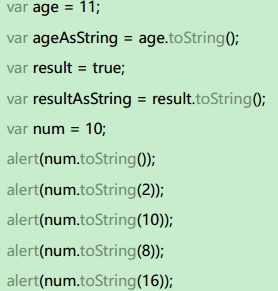 var age = 11;
var ageAsString = age.toString();
var result = true;
var resultAsString = result.toString();
var num = 10;
alert(num.toString());
alert(num.toString(2));
alert(num.toString(10));
alert(num.toString(8));
alert(num.toString(16));